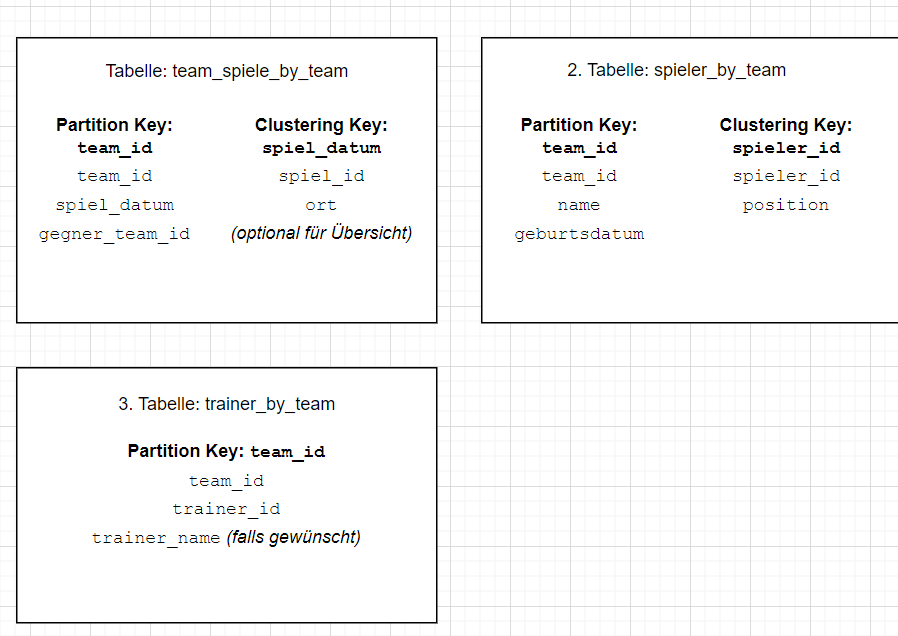 Tabelle: team_spiele_by_team
Partition Key:
team_id
team_id
spiel_datum
gegner_team_id
Clustering Key:
spiel_datum
spiel_id
ort
(optional für Übersicht)
2. Tabelle: spieler_by_team
Partition Key:
team_id
team_id
name
geburtsdatum
Clustering Key:
spieler_id
spieler_id
position
3. Tabelle: trainer_by_team
Partition Key: team_id
team_id
trainer_id
trainer_name (falls gewünscht)